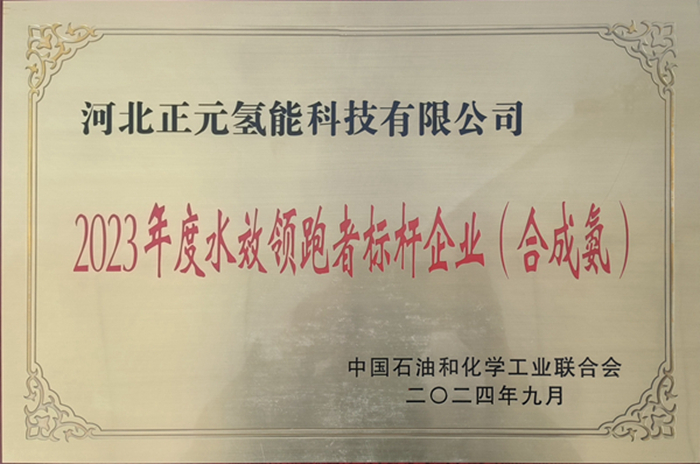 河北正元氢能科技有限公司
2023年度水效领跑者标杆企业（合成氨）
中国石油和化学工业联合会
二〇二四年九月